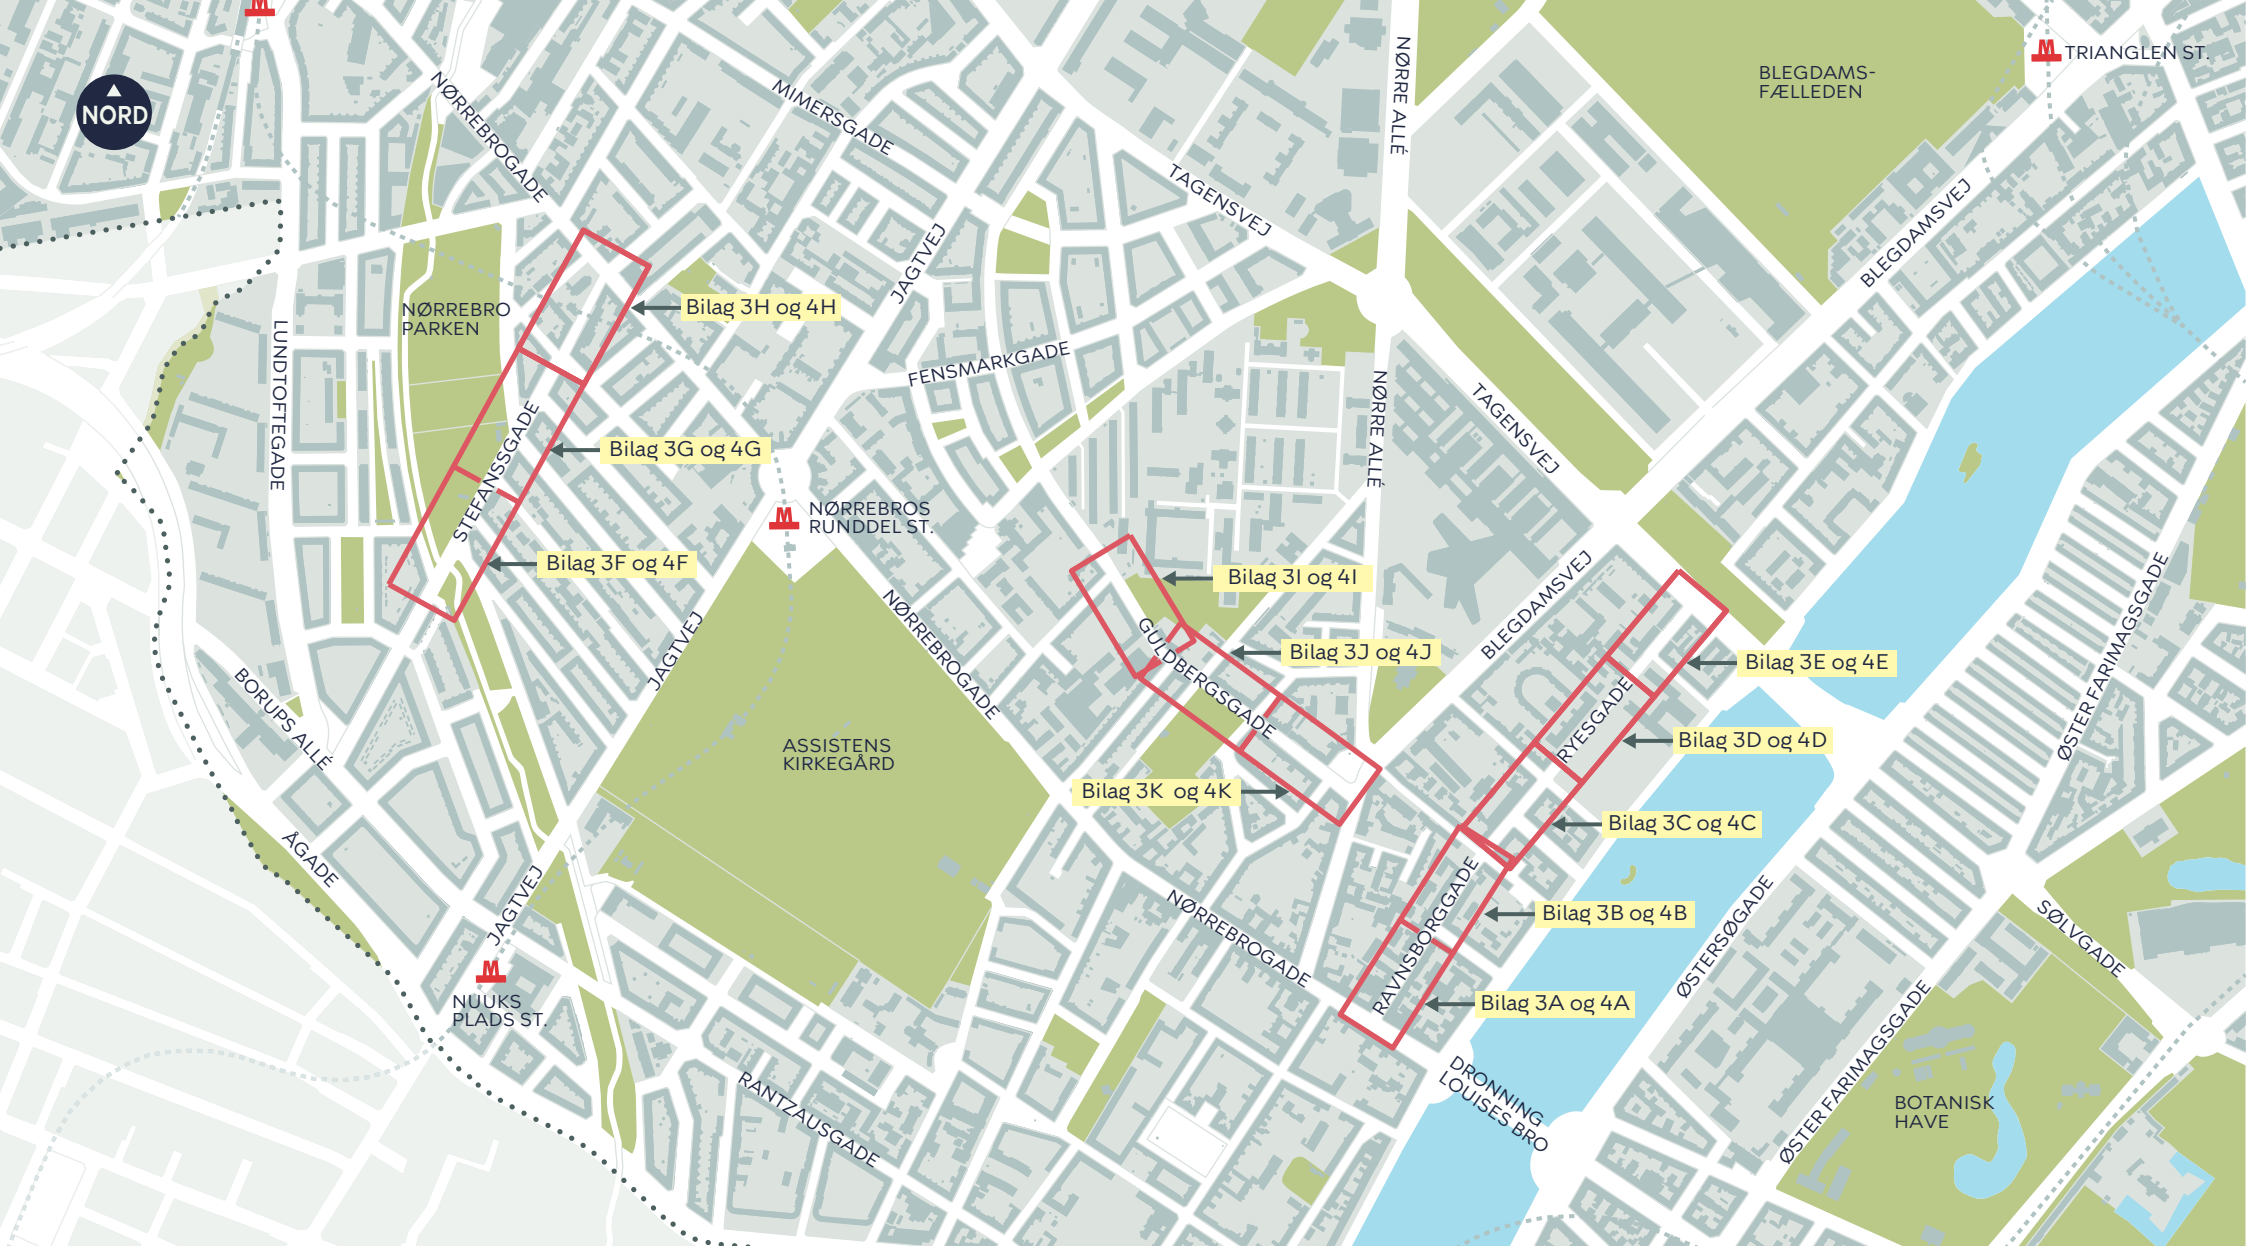 NORD
TRIANGLEN ST.
BLEGDAMS-
FÆLLEDEN
NØRREBROGADE
MIMERSGADE
NØRRE ALLÉ
TAGENSVEJ
BLEGDAMSVEJ
JAGTVEJ
NØRREBRO
PARKEN
Bilag 3H og 4H
LUNDTOFTEGADE
FENSMARKGADE
NØRRE ALLÉ
TAGENSVEJ
STEFANSSGADE
Bilag 3G og 4G
NØRREBROS
RUNDDEL ST.
Bilag 3F og 4F
Bilag 3I og 4I
BLEGDAMSVEJ
ØSTER FARIMAGSGADE
JAGTVEJ
NØRREBROGADE
GULDBERGSGADE
Bilag 3J og 4J
Bilag 3E og 4E
BORUPS ALLÉ
RYESGADE
Bilag 3D og 4D
ASSISTENS
KIRKEGÅRD
Bilag 3K og 4K
Bilag 3C og 4C
ÅGADE
JAGTVEJ
NØRREBROGADE
RAVNSBORGGADE
Bilag 3B og 4B
ØSTERSØGADE
SØLVGADE
NUUKS
PLADS ST.
Bilag 3A og 4A
ØSTER FARIMAGSGADE
RANTZAUSGADE
DRONNING
LOUISES BRO
BOTANISK
HAVE